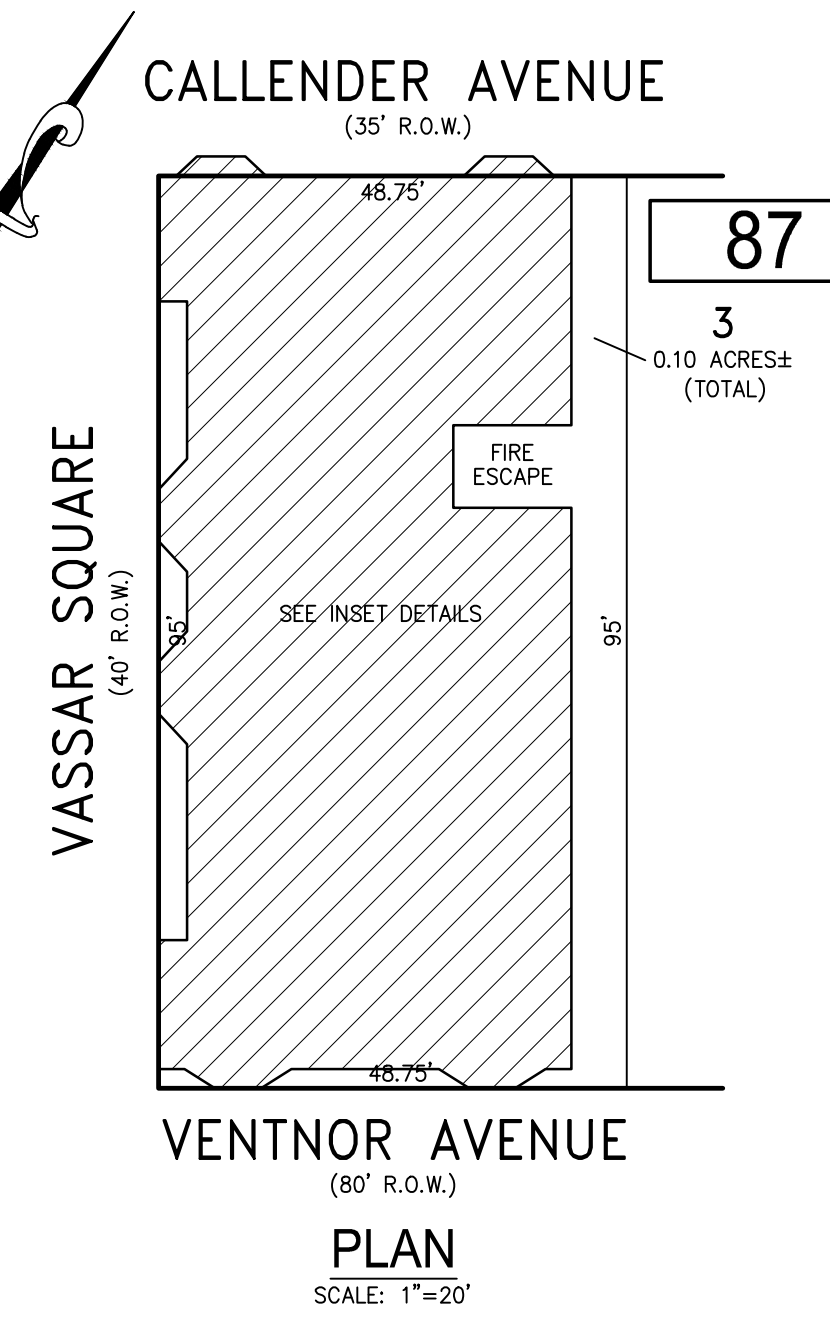 CALLENDER AVENUE
(35' R.O.W.)
48.75'
87
3
0.10 ACRES±
(TOTAL)
FIRE
ESCAPE
VASSAR SQUARE
(40' R.O.W.)
95'
SEE INSET DETAILS
95'
48.75'
VENTNOR AVENUE
(80' R.O.W.)
PLAN
SCALE: 1"=20'